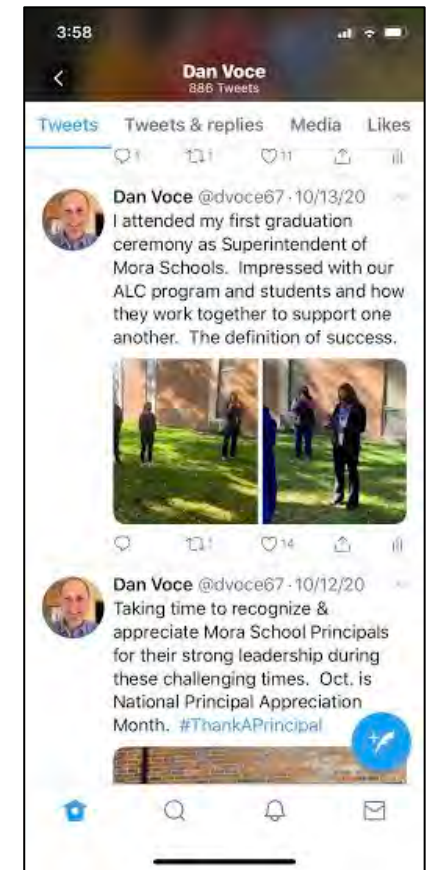 3:58
Dan Voce
886 Tweets
Tweets Tweets & replies Media Likes
1 1 11
Dan Voce @dvoce67 · 10/13/20
I attended my first graduation
ceremony as Superintendent of
Mora Schools. Impressed with our
ALC program and students and how
they work together to support one
another. The definition of success.
1 14
Dan Voce @dvoce67 · 10/12/20
Taking time to recognize &
appreciate Mora School Principals
for their strong leadership during
these challenging times. Oct. is
National Principal Appreciation
Month. #ThankAPrincipal